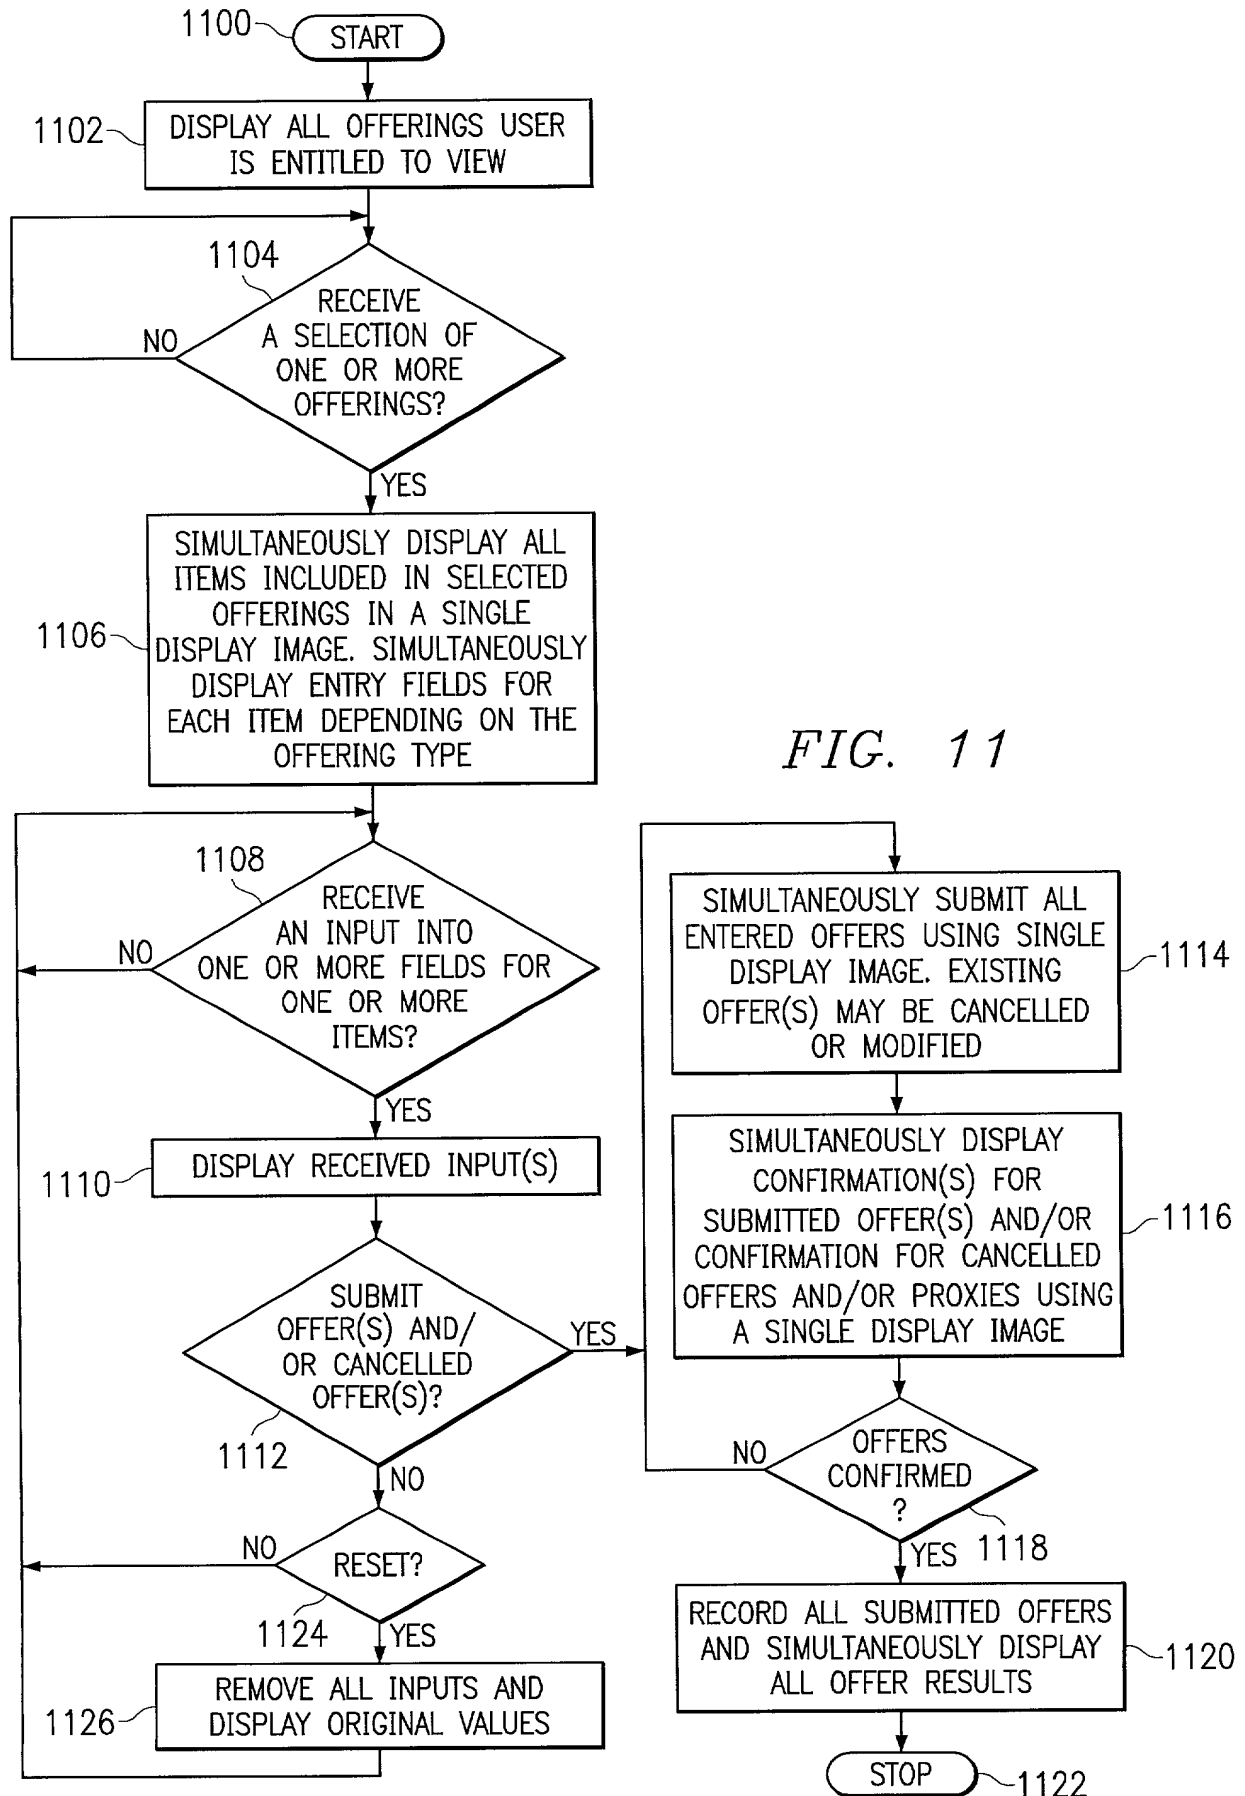 1100
START
1102
DISPLAY ALL OFFERINGS USER
IS ENTITLED TO VIEW
1104
RECEIVE
A SELECTION OF
ONE OR MORE
OFFERINGS?
NO
YES
1106
SIMULTANEOUSLY DISPLAY ALL
ITEMS INCLUDED IN SELECTED
OFFERINGS IN A SINGLE
DISPLAY IMAGE. SIMULTANEOUSLY
DISPLAY ENTRY FIELDS FOR
EACH ITEM DEPENDING ON THE
OFFERING TYPE
1108
RECEIVE
AN INPUT INTO
ONE OR MORE FIELDS FOR
ONE OR MORE
ITEMS?
NO
YES
1110
DISPLAY RECEIVED INPUT(S)
SUBMIT
OFFER(S) AND/
OR CANCELLED
OFFER(S)?
YES
1112
NO
RESET?
NO
1124
YES
1126
REMOVE ALL INPUTS AND
DISPLAY ORIGINAL VALUES
FIG. 11
SIMULTANEOUSLY SUBMIT ALL
ENTERED OFFERS USING SINGLE
DISPLAY IMAGE. EXISTING
OFFER(S) MAY BE CANCELLED
OR MODIFIED
1114
SIMULTANEOUSLY DISPLAY
CONFIRMATION(S) FOR
SUBMITTED OFFER(S) AND/OR
CONFIRMATION FOR CANCELLED
OFFERS AND/OR PROXIES USING
A SINGLE DISPLAY IMAGE
1116
OFFERS
CONFIRMED
?
NO
1118
YES
RECORD ALL SUBMITTED OFFERS
AND SIMULTANEOUSLY DISPLAY
ALL OFFER RESULTS
1120
STOP
1122